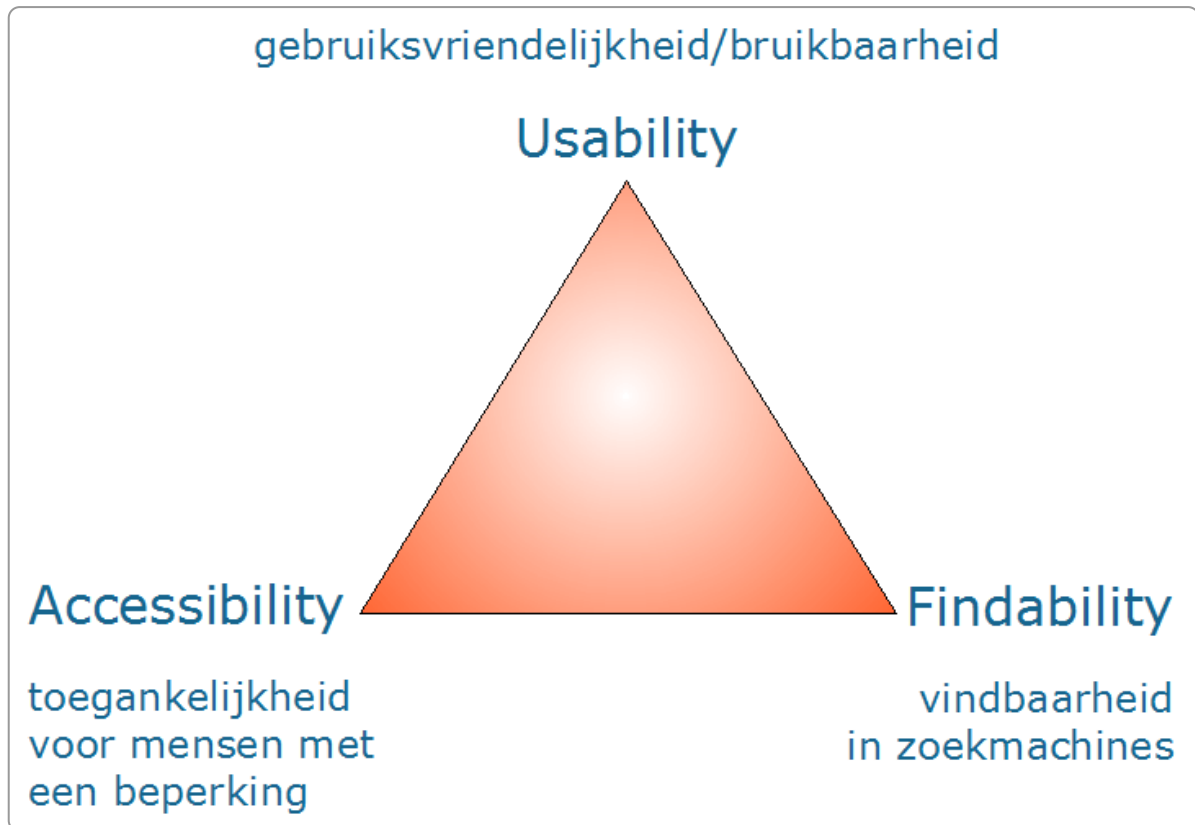 gebruiksvriendelijkheid/bruikbaarheid
Usability
Accessibility
Findability
toegankelijkheid
voor mensen met
een beperking
vindbaarheid
in zoekmachines